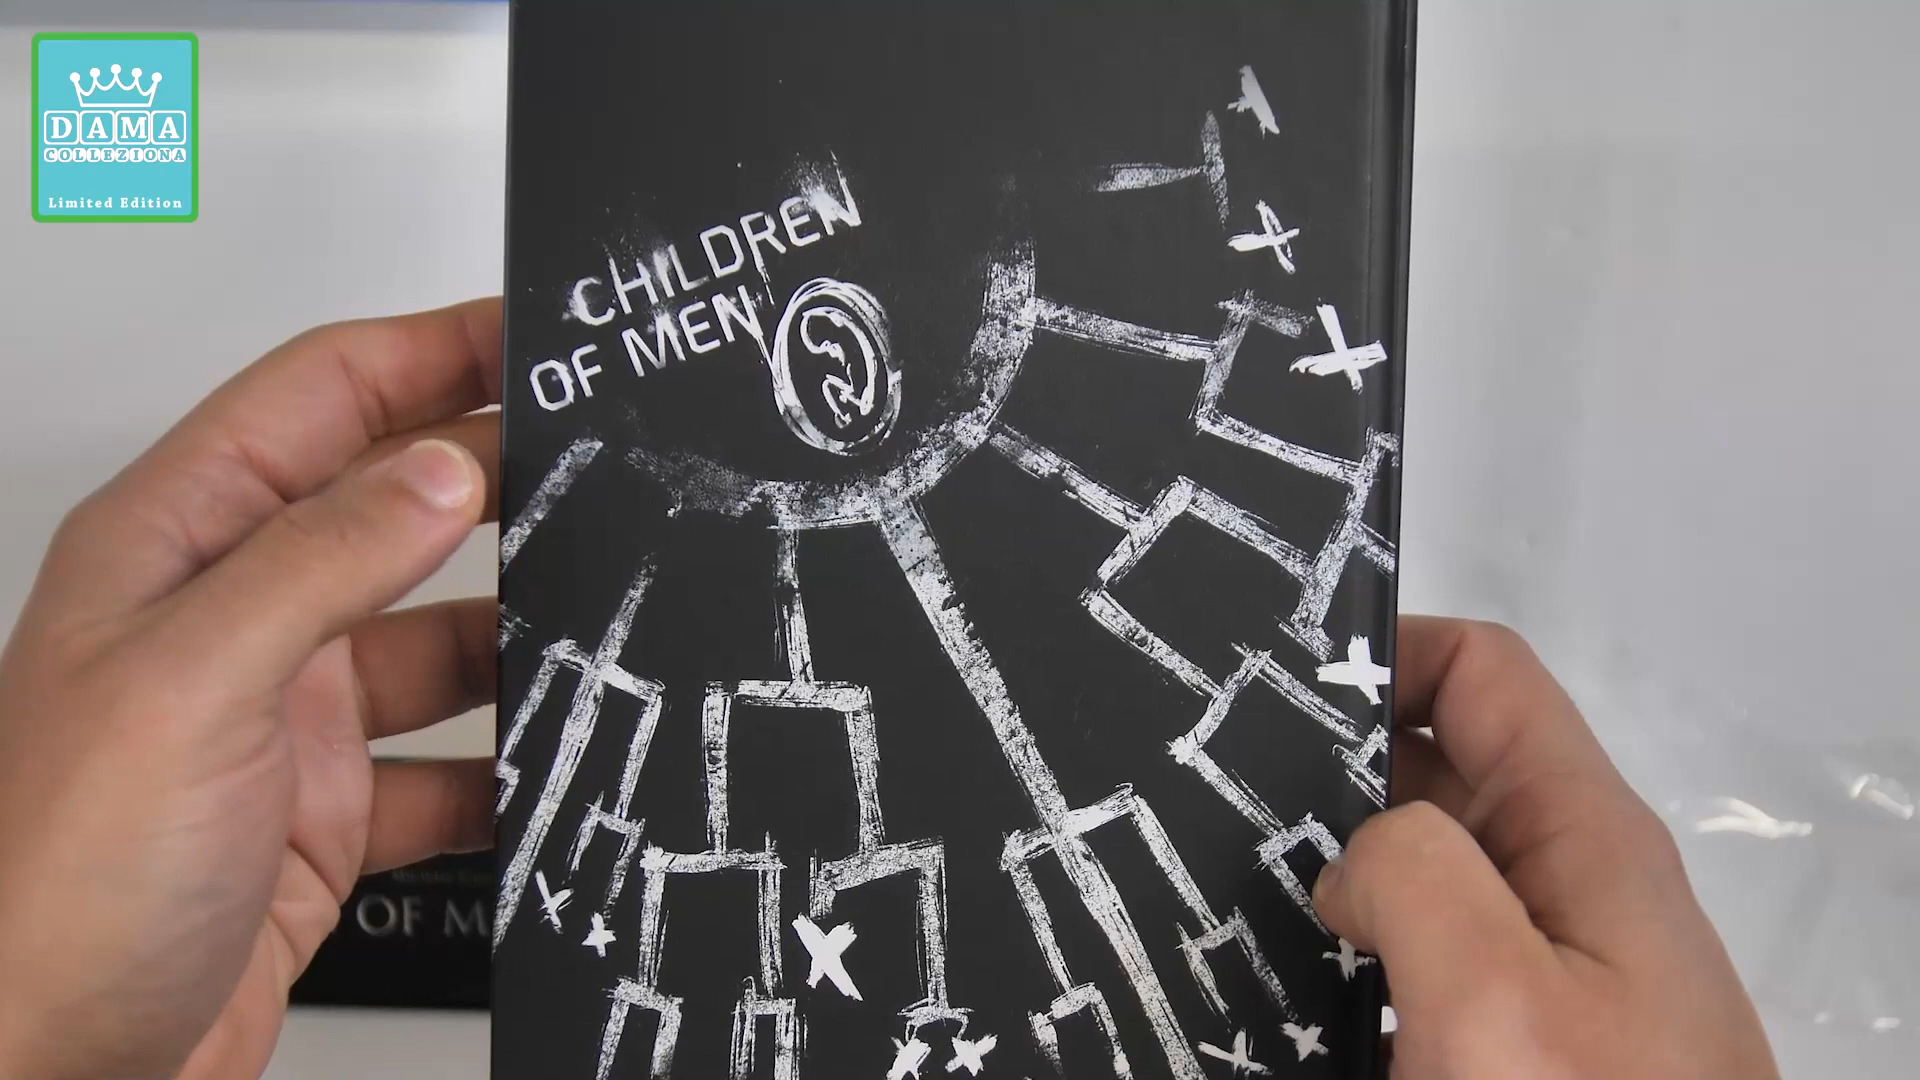 DAMA
COLLEZIONA
Limited Edition
CHILDREN
OF MEN
OF M